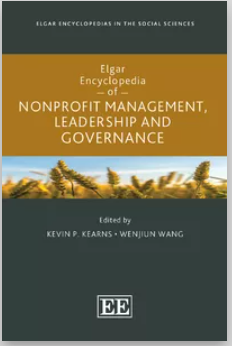 ELGAR ENCYCLOPEDIAS IN THE SOCIAL SCIENCES
Elgar
Encyclopedia
— of —
NONPROFIT MANAGEMENT,
LEADERSHIP AND
GOVERNANCE
Edited by
KEVIN P. KEARNS • WENJIUN WANG
EE